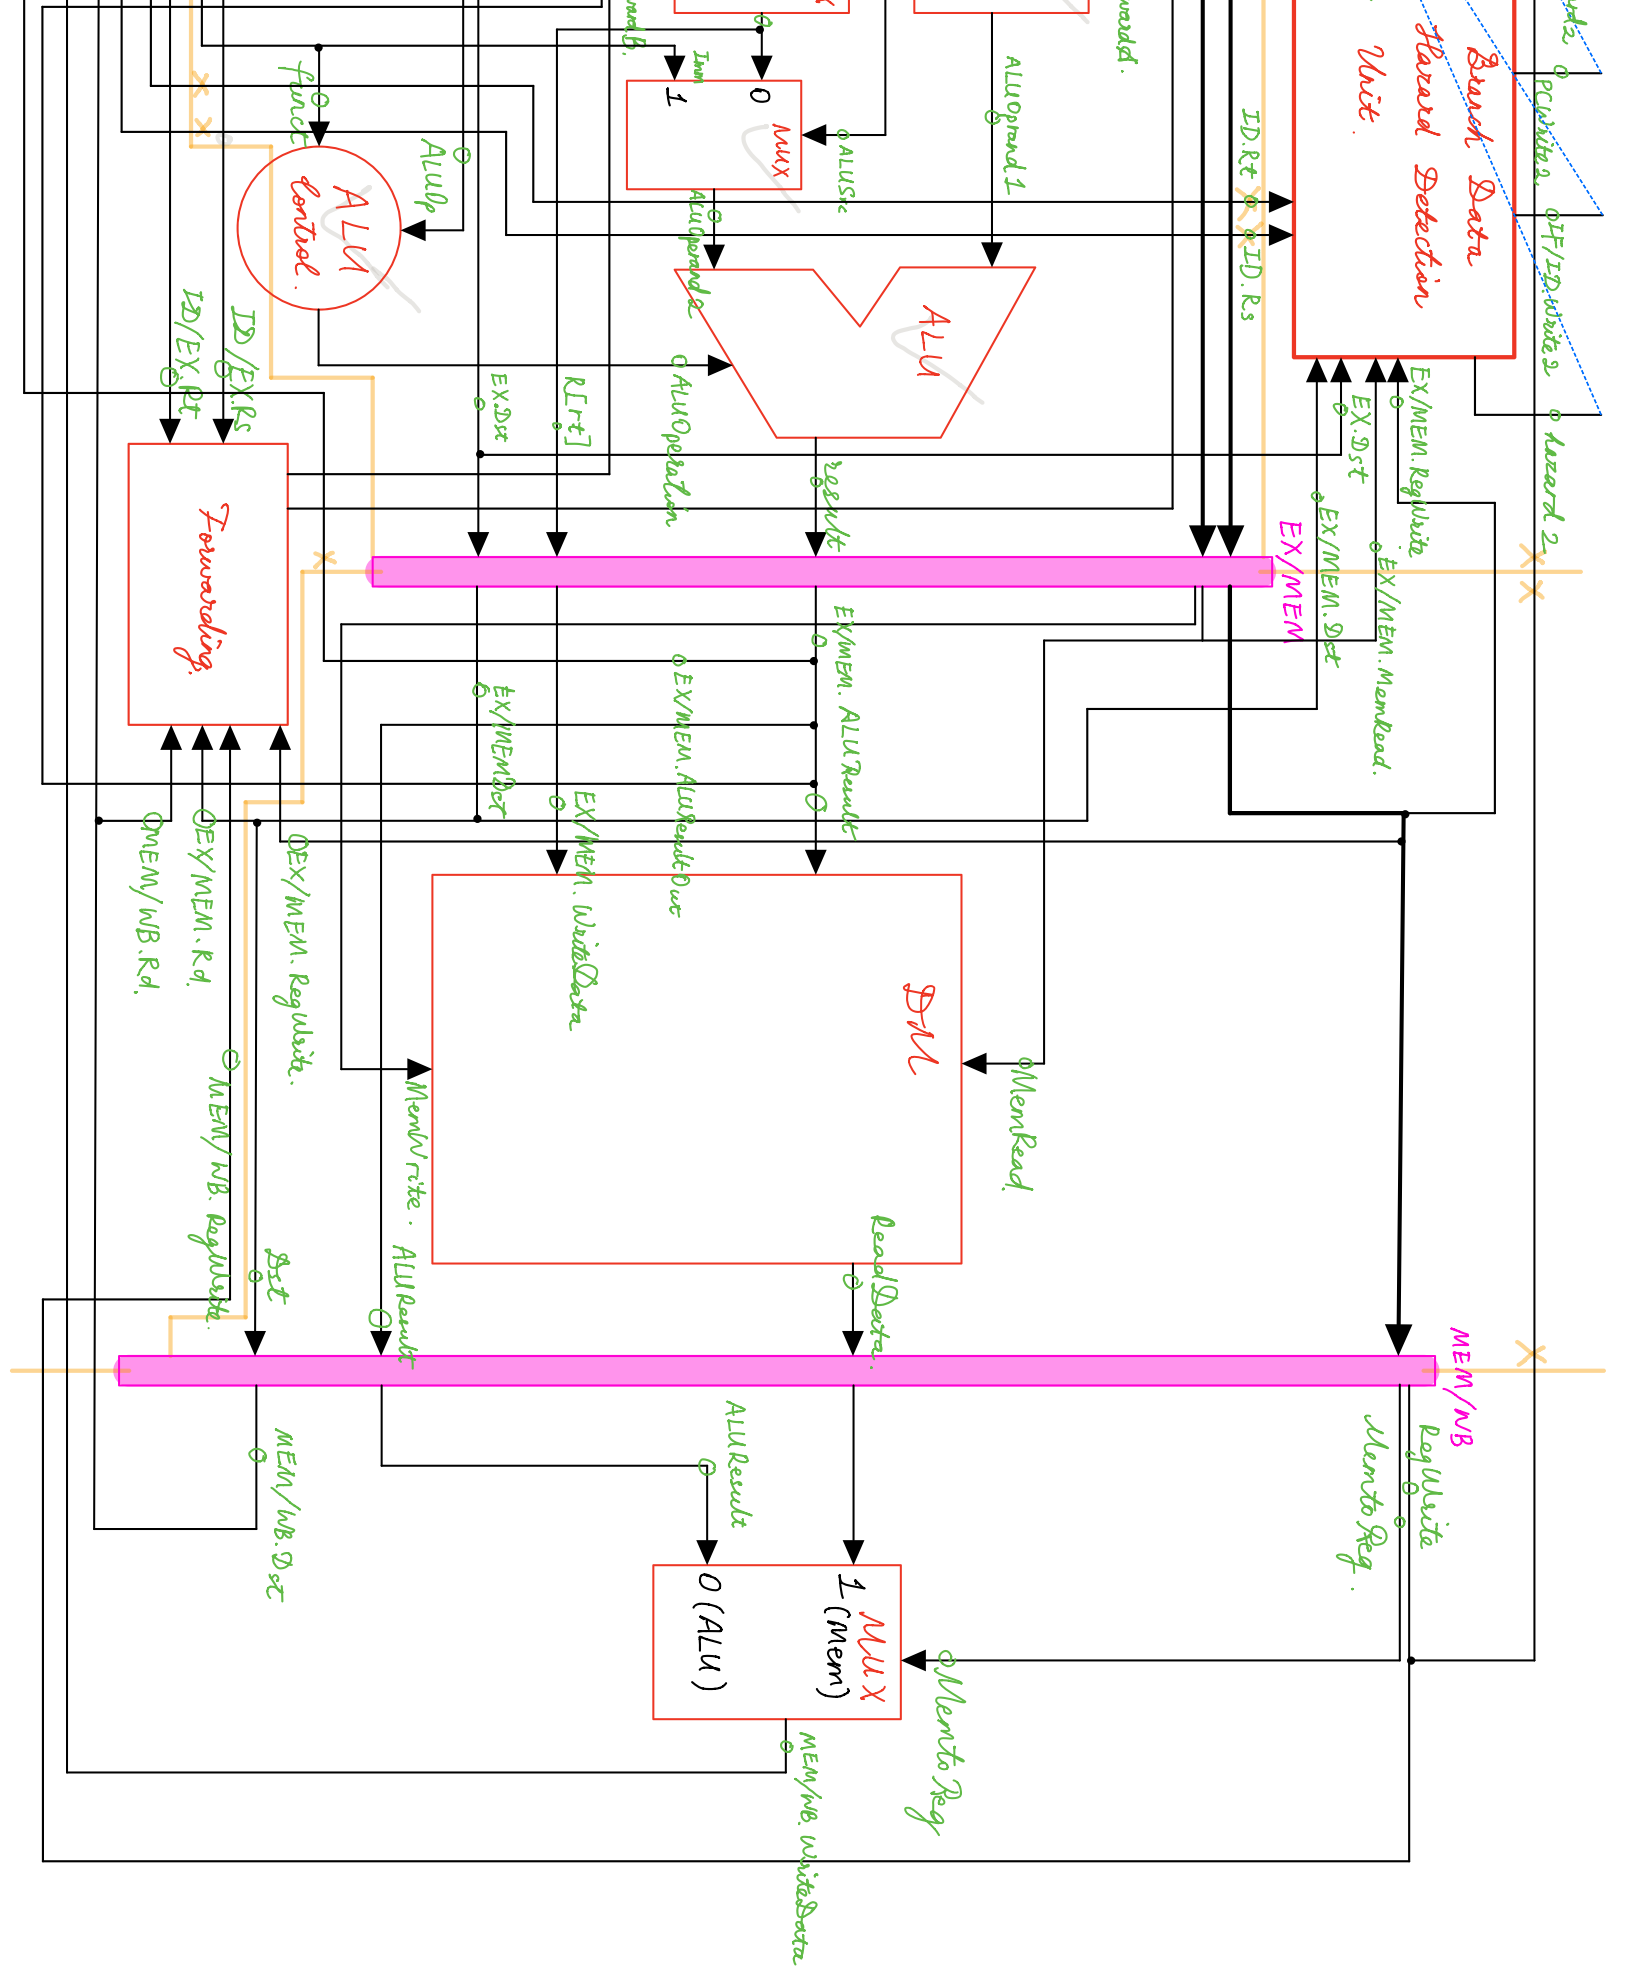 Branch Data
Hazard Detection
Unit.
PCWrite2
IF/ID.Write2
hazard 2
ID.Rt
ID.Rs
ALUOprand1
Imm
0
1
MUX
ALUSrc
ALUOperand2
funct
ALUOp
ALU
Control.
ID/EX.Rs
ID/EX.Rt
ALU
ALUOperation
EX.Dst
R[rt]
result
EX/MEM.RegWrite
EX.Dst
EX/MEM.Dst
EX/MEM.MemRead.
EX/MEM
Forwarding.
EX/MEM.ALUResult
EX/MEM.ALUResultOut
EX/MEM.Dst
EX/MEM.WriteData
MEM/WB.Rd.
EX/MEM.Rd.
EX/MEM.RegWrite.
MEM/WB.RegWrite.
DM
MemRead.
MemWrite.
ReadData.
ALUResult
Dst
MEM/WB
RegWrite
MemtoReg.
ALUResult
MEM/WB.Dst
MUX
1(Mem)
0(ALU)
MemtoReg
MEM/WB.WriteData